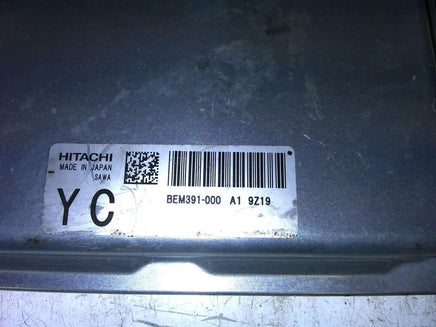 HITACHI
MADE IN JAPAN
SAWA
YC
BEM391-000 A1 9Z19